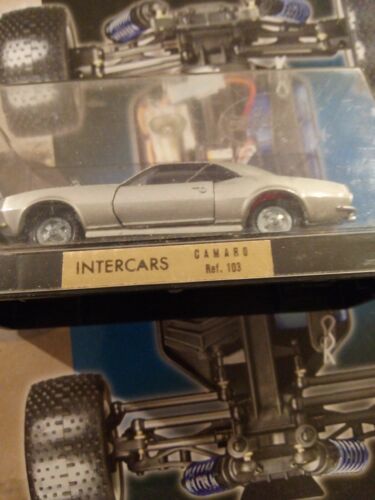 INTERCARS
CAMARO
Ref. 103